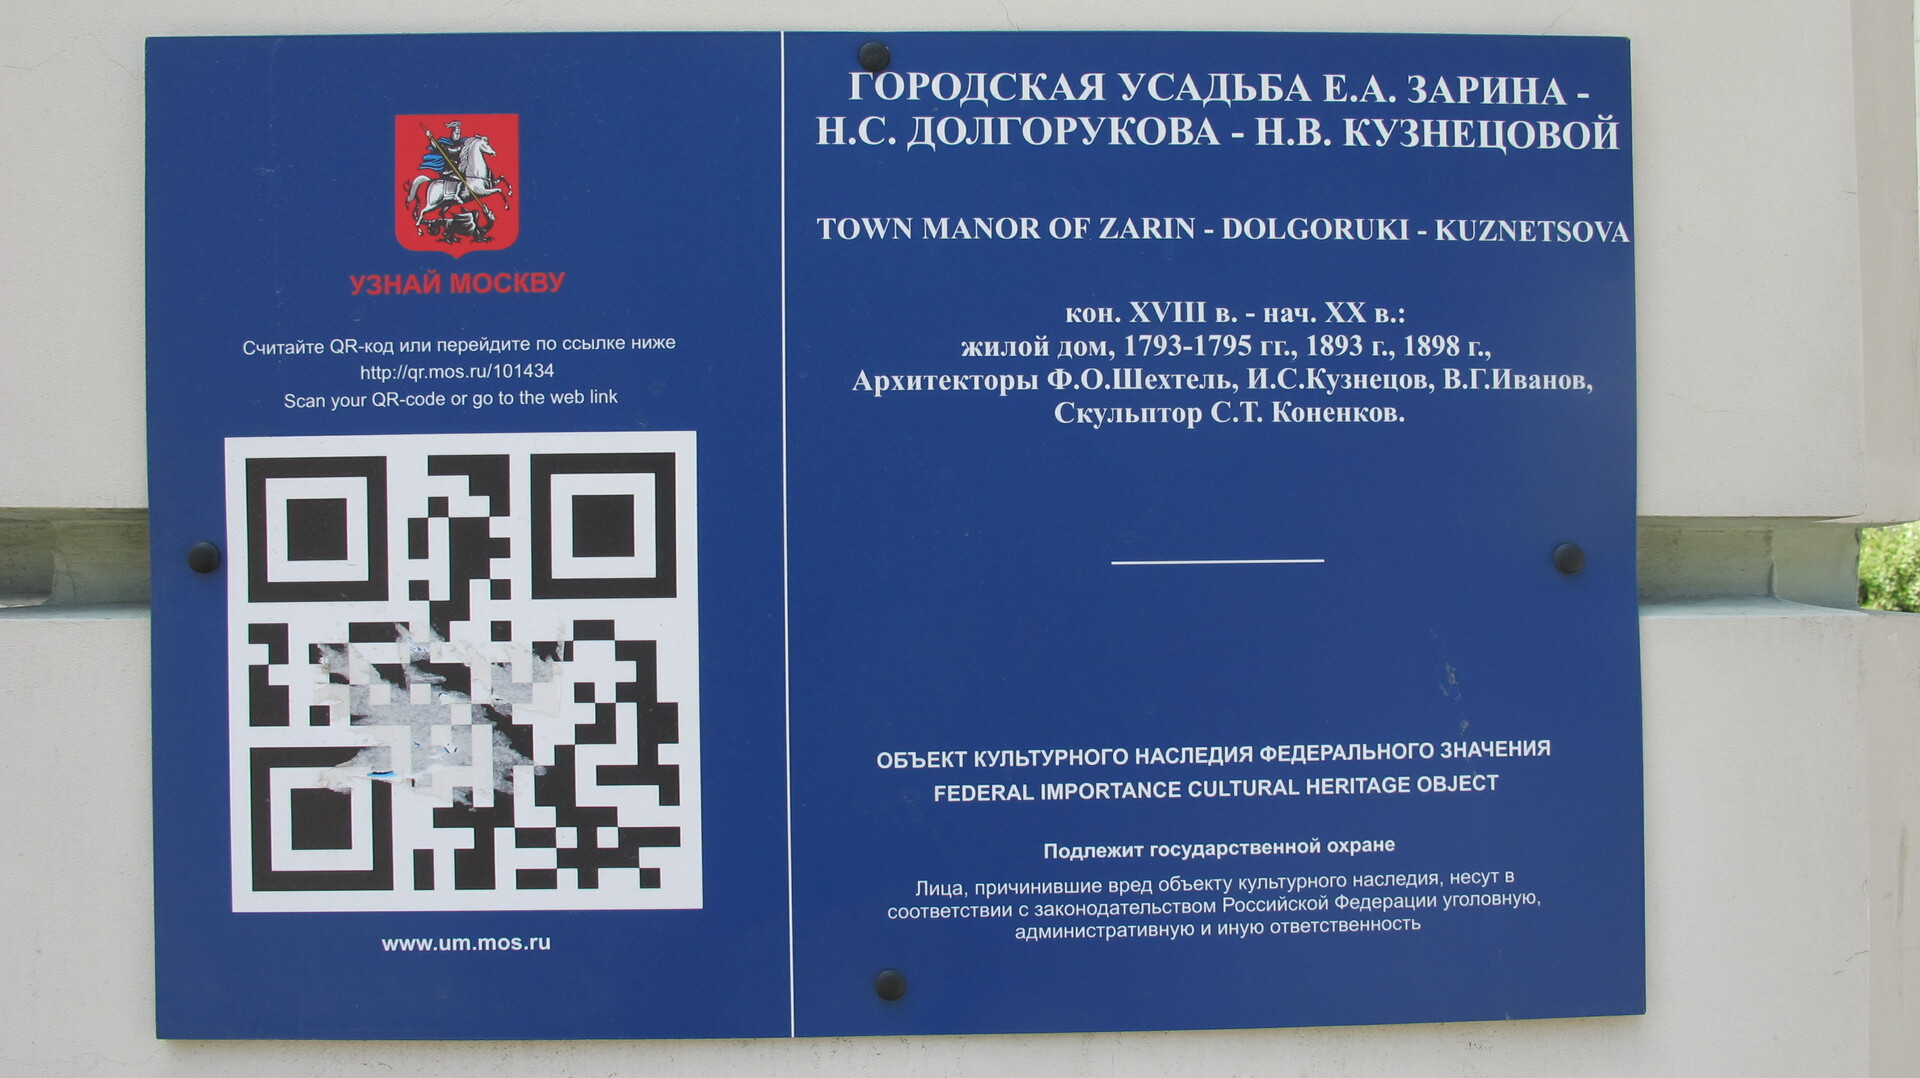 УЗНАЙ МОСКВУ
Считайте QR-код или перейдите по ссылке ниже
http://qr.mos.ru/101434
Scan your QR-code or go to the web link
www.um.mos.ru
ГОРОДСКАЯ УСАДЬБА Е.А. ЗАРИНА -
Н.С. ДОЛГОРУКОВА - Н.В. КУЗНЕЦОВОЙ
TOWN MANOR OF ZARIN - DOLGORUKI - KUZNETSOVA
кон. XVIII в. - нач. XX в.:
жилой дом, 1793-1795 гг., 1893 г., 1898 г.,
Архитекторы Ф.О.Шехтель, И.С.Кузнецов, В.Г.Иванов,
Скульптор С.Т. Коненков.
ОБЪЕКТ КУЛЬТУРНОГО НАСЛЕДИЯ ФЕДЕРАЛЬНОГО ЗНАЧЕНИЯ
FEDERAL IMPORTANCE CULTURAL HERITAGE OBJECT
Подлежит государственной охране
Лица, причинившие вред объекту культурного наследия, несут в
соответствии с законодательством Российской Федерации уголовную,
административную и иную ответственность